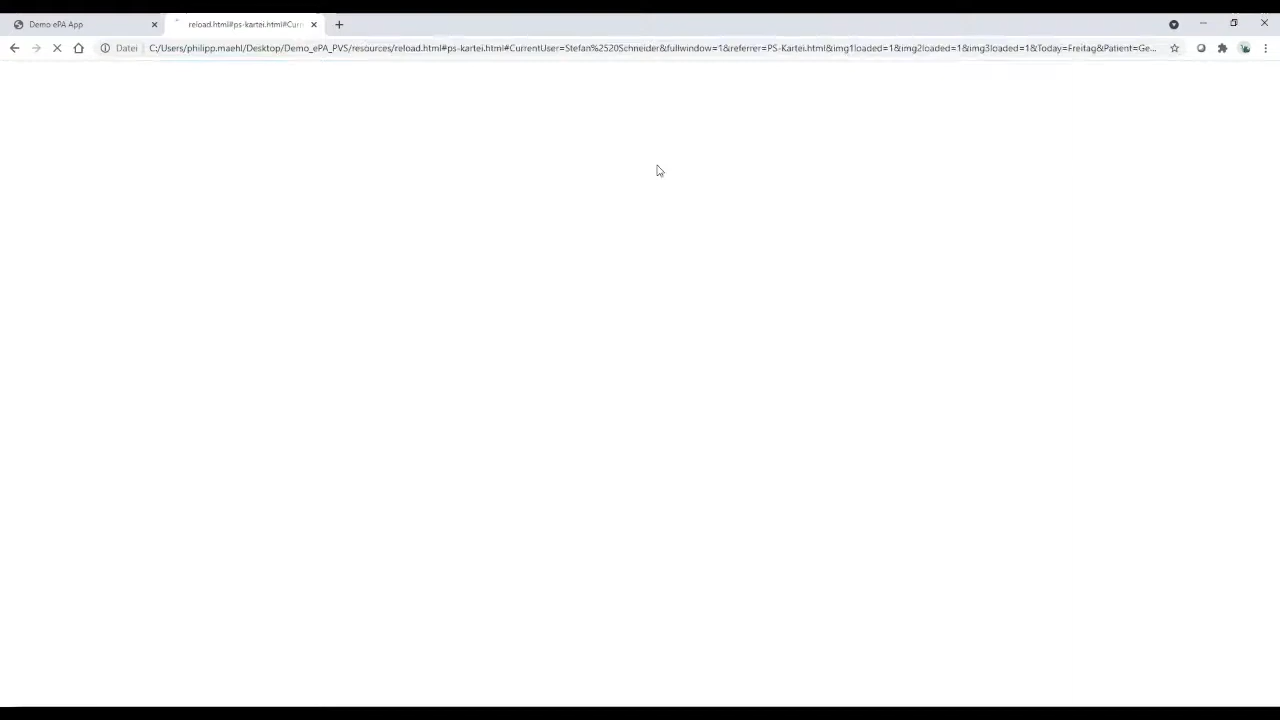 Demo ePA App
reload.html#ps-kartei.html#Curr
Datei
C:/Users/philipp.maehl/Desktop/Demo_ePA_PVS/resources/reload.html#ps-kartei.html#CurrentUser=Stefan%2520Schneider&fullwindow=1&referrer=PS-Kartei.html&img1loaded=1&img2loaded=1&img3loaded=1&Today=Freitag&Patient=Ge...